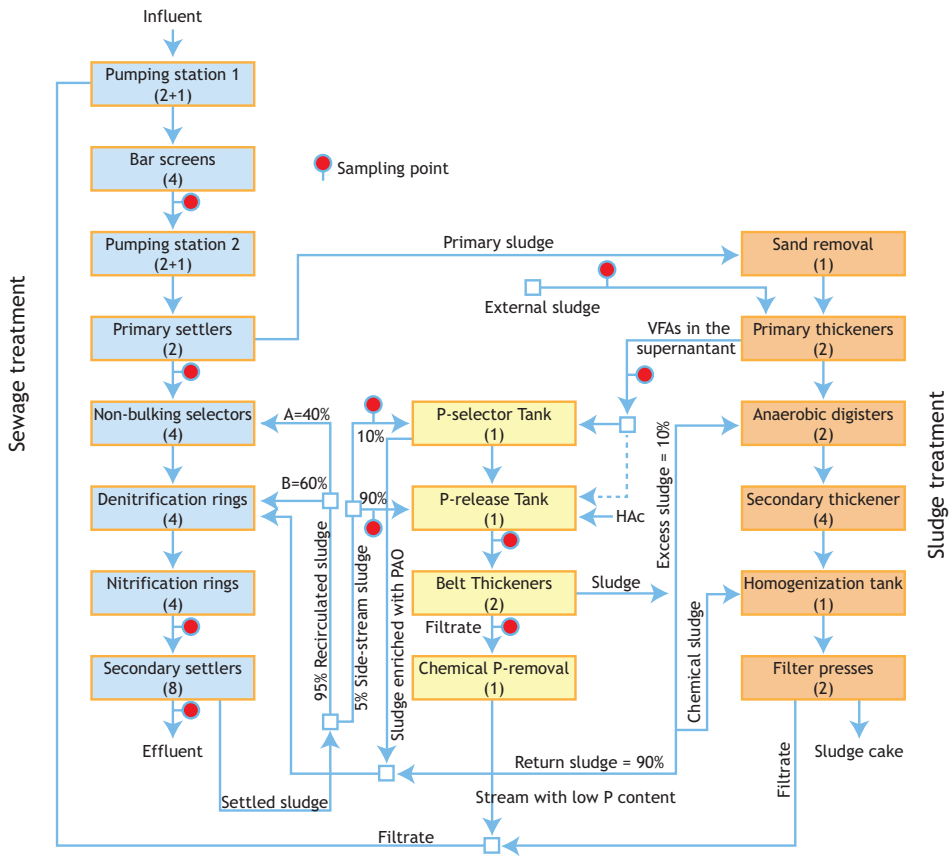 Influent
Pumping station 1
(2+1)
Bar screens
(4)
Sampling point
Pumping station 2
(2+1)
Primary sludge
Sand removal
(1)
External sludge
Primary settlers
(2)
VFAs in the
supernantant
Primary thickeners
(2)
Non-bulking selectors
(4)
A=40%
10%
P-selector Tank
(1)
Anaerobic digisters
(2)
B=60%
90%
Denitrification rings
(4)
P-release Tank
(1)
HAc
Secondary thickener
(4)
Nitrification rings
(4)
Belt Thickeners
(2)
Sludge
Homogenization tank
(1)
Filtrate
Secondary settlers
(8)
Chemical P-removal
(1)
Filter presses
(2)
Effluent
Sludge cake
Settled sludge
Return sludge = 90%
Stream with low P content
Filtrate
Sewage treatment
95% Recirculated sludge
5% Side-stream sludge
Sludge enriched with PAO
Excess sludge = 10%
Chemical sludge
Filtrate
Sludge treatment